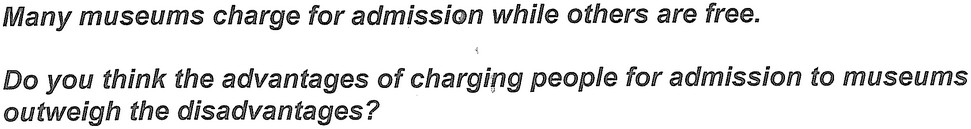 Many museums charge for admission while others are free.
Do you think the advantages of charging people for admission to museums
outweigh the disadvantages?